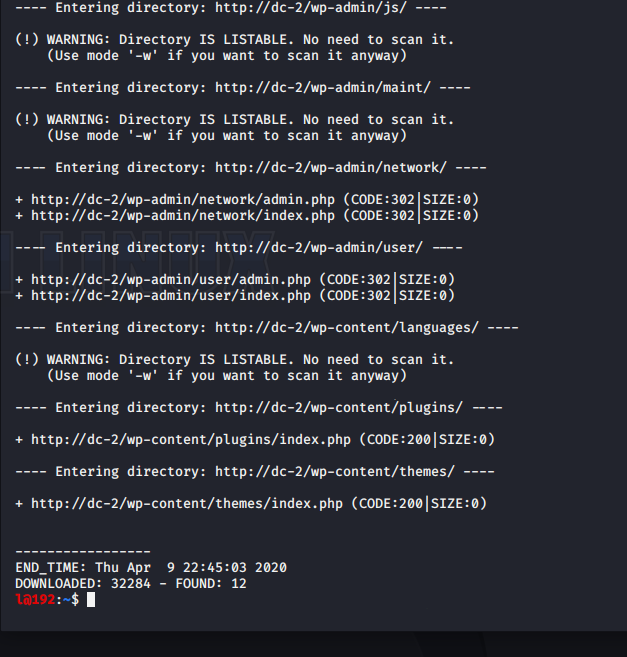 ---- Entering directory: http://dc-2/wp-admin/js/ ----
(!) WARNING: Directory IS LISTABLE. No need to scan it.
(Use mode '-w' if you want to scan it anyway)
---- Entering directory: http://dc-2/wp-admin/maint/ ----
(!) WARNING: Directory IS LISTABLE. No need to scan it.
(Use mode '-w' if you want to scan it anyway)
---- Entering directory: http://dc-2/wp-admin/network/ ----
+ http://dc-2/wp-admin/network/admin.php (CODE:302|SIZE:0)
+ http://dc-2/wp-admin/network/index.php (CODE:302|SIZE:0)
---- Entering directory: http://dc-2/wp-admin/user/ ----
+ http://dc-2/wp-admin/user/admin.php (CODE:302|SIZE:0)
+ http://dc-2/wp-admin/user/index.php (CODE:302|SIZE:0)
---- Entering directory: http://dc-2/wp-content/languages/ ----
(!) WARNING: Directory IS LISTABLE. No need to scan it.
(Use mode '-w' if you want to scan it anyway)
---- Entering directory: http://dc-2/wp-content/plugins/ ----
+ http://dc-2/wp-content/plugins/index.php (CODE:200|SIZE:0)
---- Entering directory: http://dc-2/wp-content/themes/ ----
+ http://dc-2/wp-content/themes/index.php (CODE:200|SIZE:0)
-----------------
END_TIME: Thu Apr  9 22:45:03 2020
DOWNLOADED: 32284 - FOUND: 12
l@192:~$